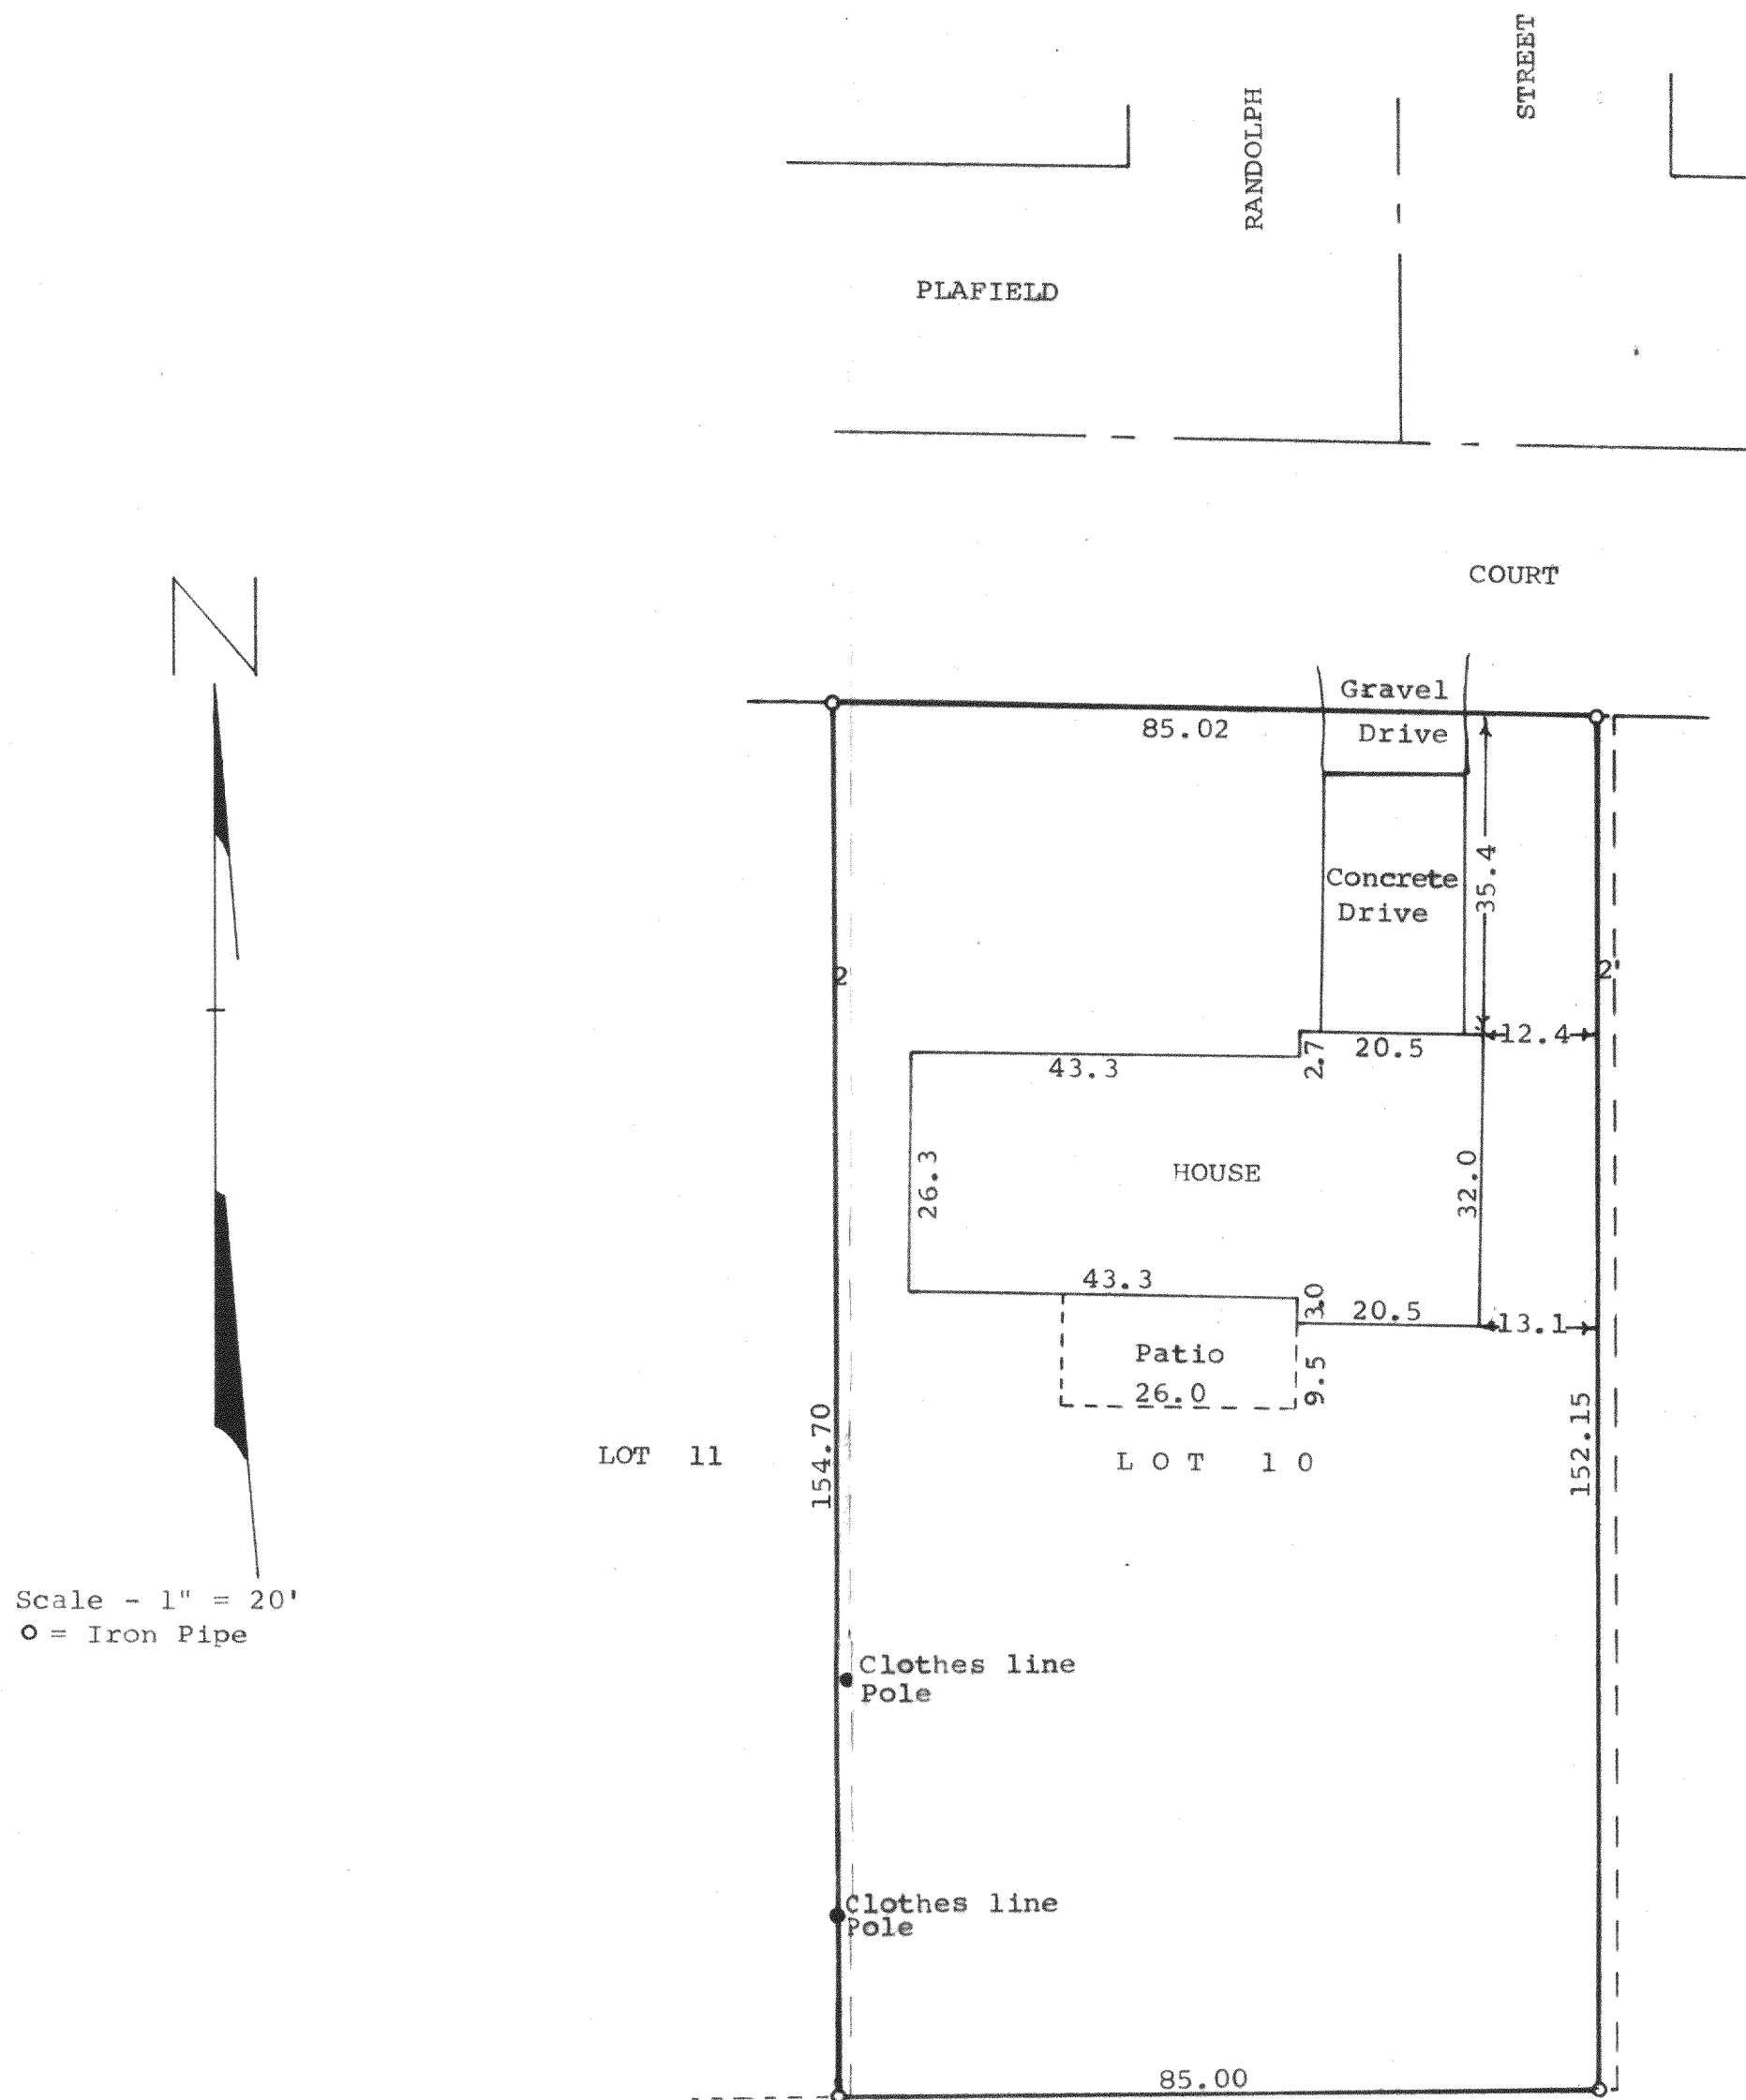 STREET
RANDOLPH
PLAFIELD
COURT
N
Gravel
Drive
85.02
35.4
Concrete
Drive
2
2'
12.4
20.5
2.7
43.3
26.3
HOUSE
32.0
43.3
3.0
20.5
13.1
Patio
26.0
9.5
154.70
152.15
LOT 11
LOT 10
Scale - 1" = 20'
o = Iron Pipe
Clothes line
Pole
Clothes line
Pole
85.00